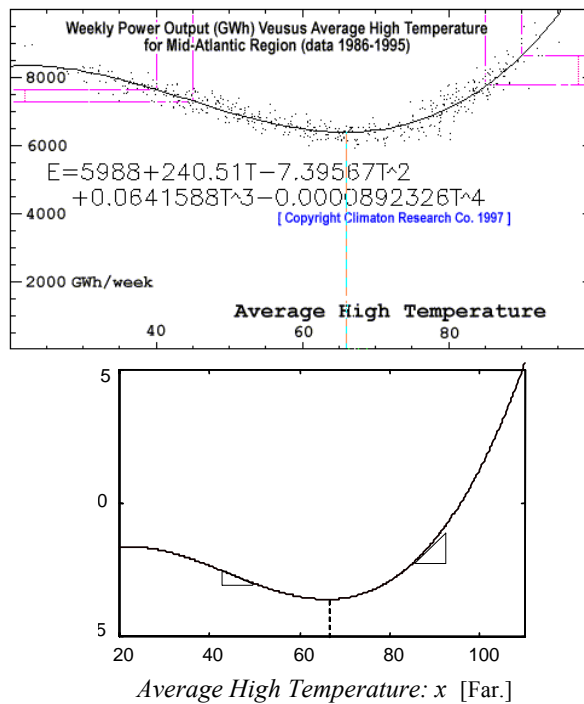 Weekly Power Output (GWh) Veusus Average High Temperature
for Mid-Atlantic Region (data 1986-1995)
8000
6000
E=5988+240.51T-7.39567T^2
+0.0641588T^3-0.0000892326T^4
4000
[ Copyright Climaton Research Co. 1997 ]
2000 GWh/week
Average High Temperature
40 60 80
5
0
5
20 40 60 80 100
Average High Temperature: x [Far.]